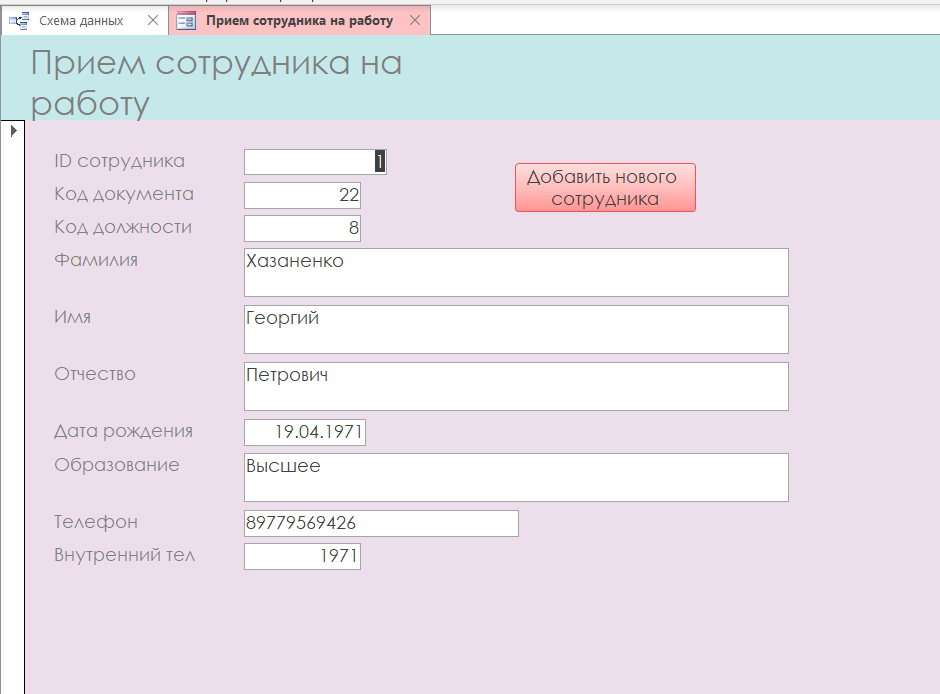 Схема данных
Прием сотрудника на работу
Прием сотрудника на
работу
ID сотрудника 1
Добавить нового
сотрудника
Код документа 22
Код должности 8
Фамилия Хазаненко
Имя Георгий
Отчество Петрович
Дата рождения 19.04.1971
Образование Высшее
Телефон 89779569426
Внутренний тел 1971